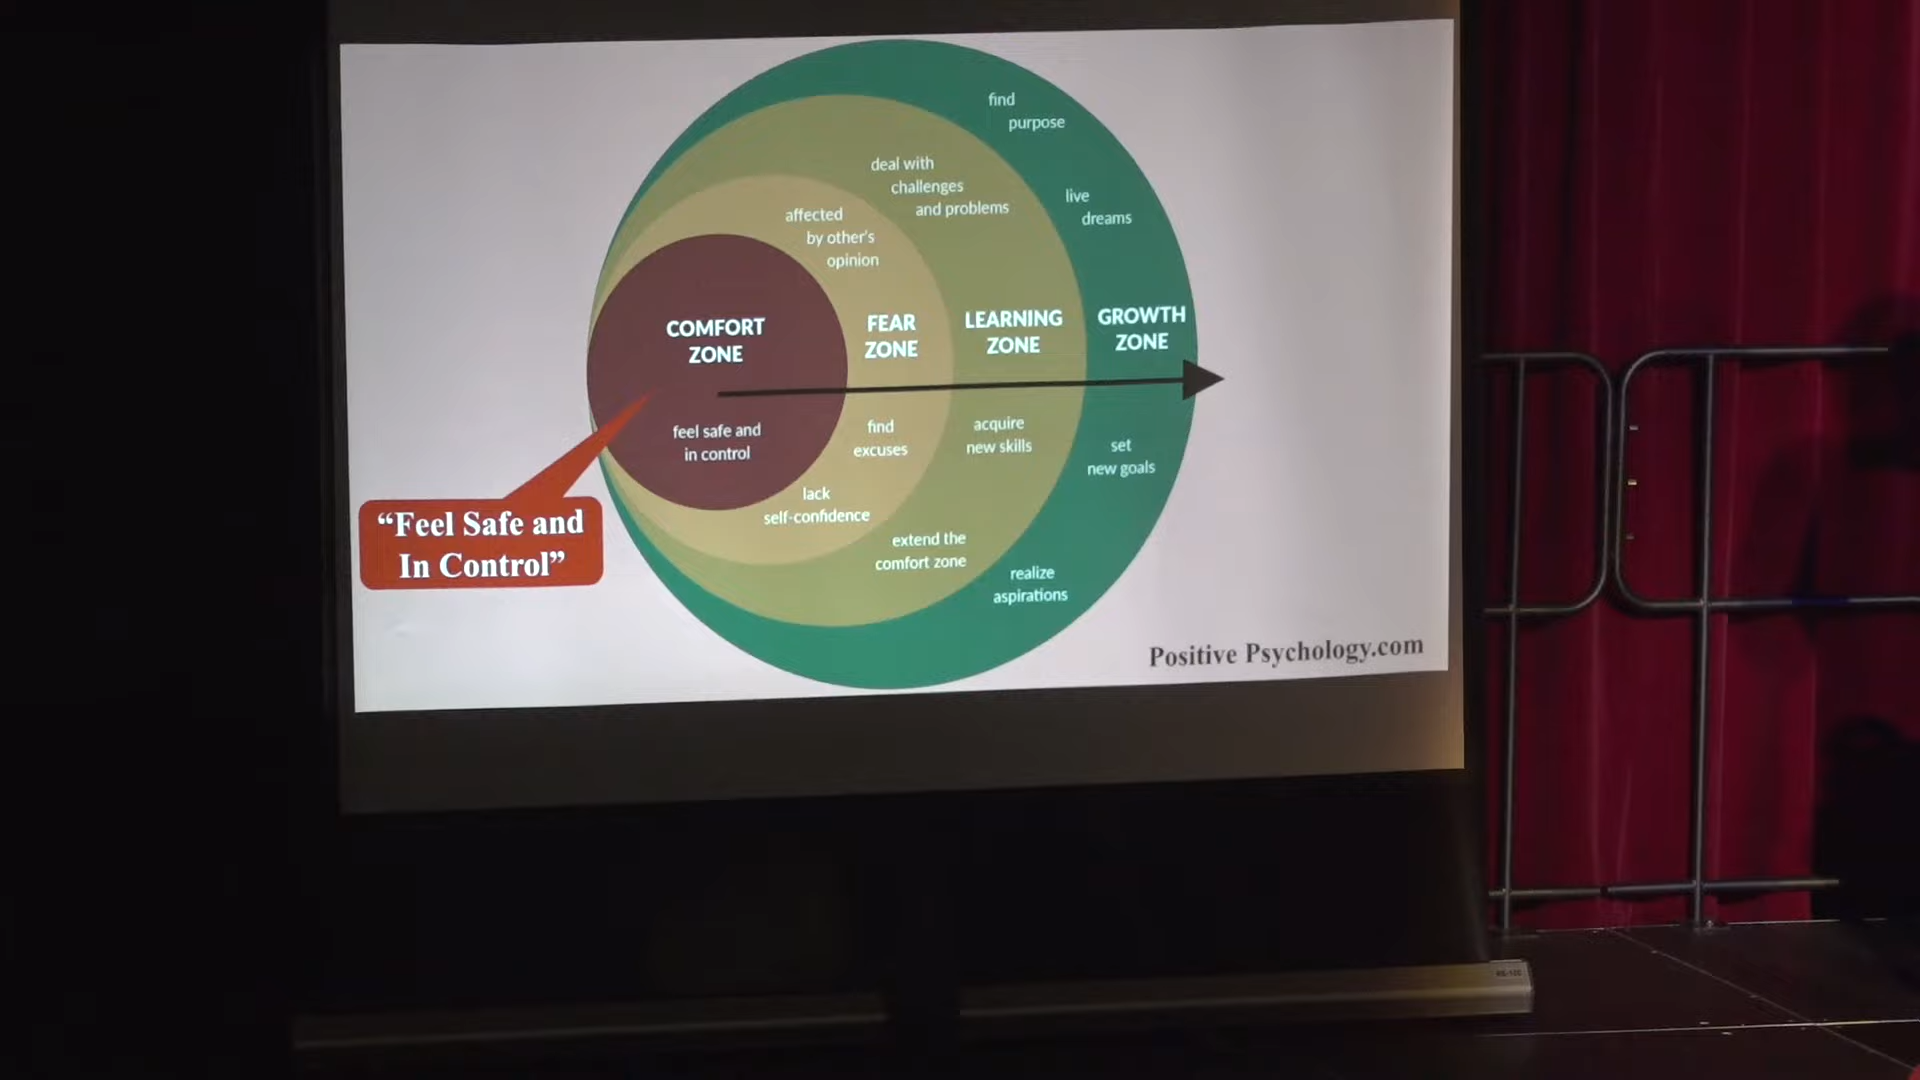 find
purpose
deal with
challenges
and problems
live
dreams
affected
by other's
opinion
COMFORT
ZONE
FEAR
ZONE
LEARNING
ZONE
GROWTH
ZONE
feel safe and
in control
find
excuses
acquire
new skills
set
new goals
lack
self-confidence
extend the
comfort zone
realize
aspirations
“Feel Safe and
In Control”
Positive Psychology.com